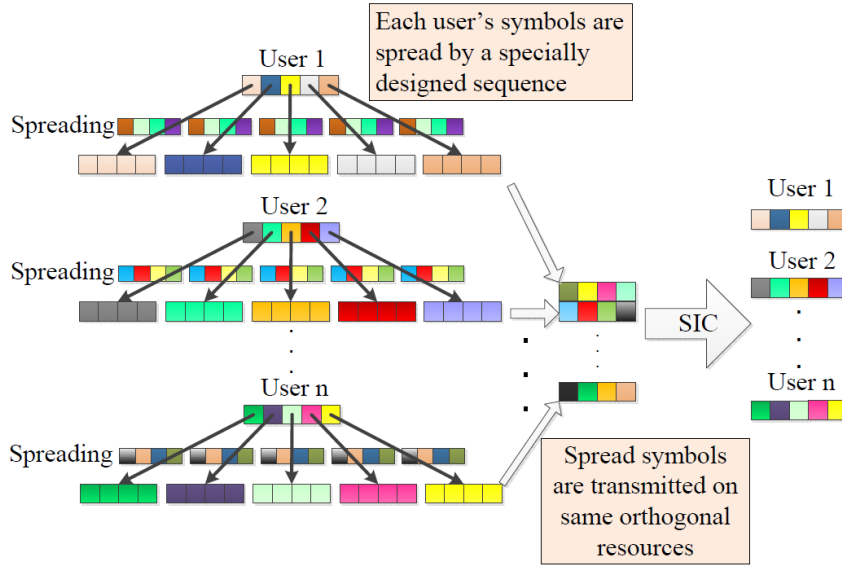 Each user's symbols are
spread by a specially
designed sequence
User 1
Spreading
User 2
Spreading
User n
Spreading
SIC
User 1
User 2
User n
Spread symbols
are transmitted on
same orthogonal
resources